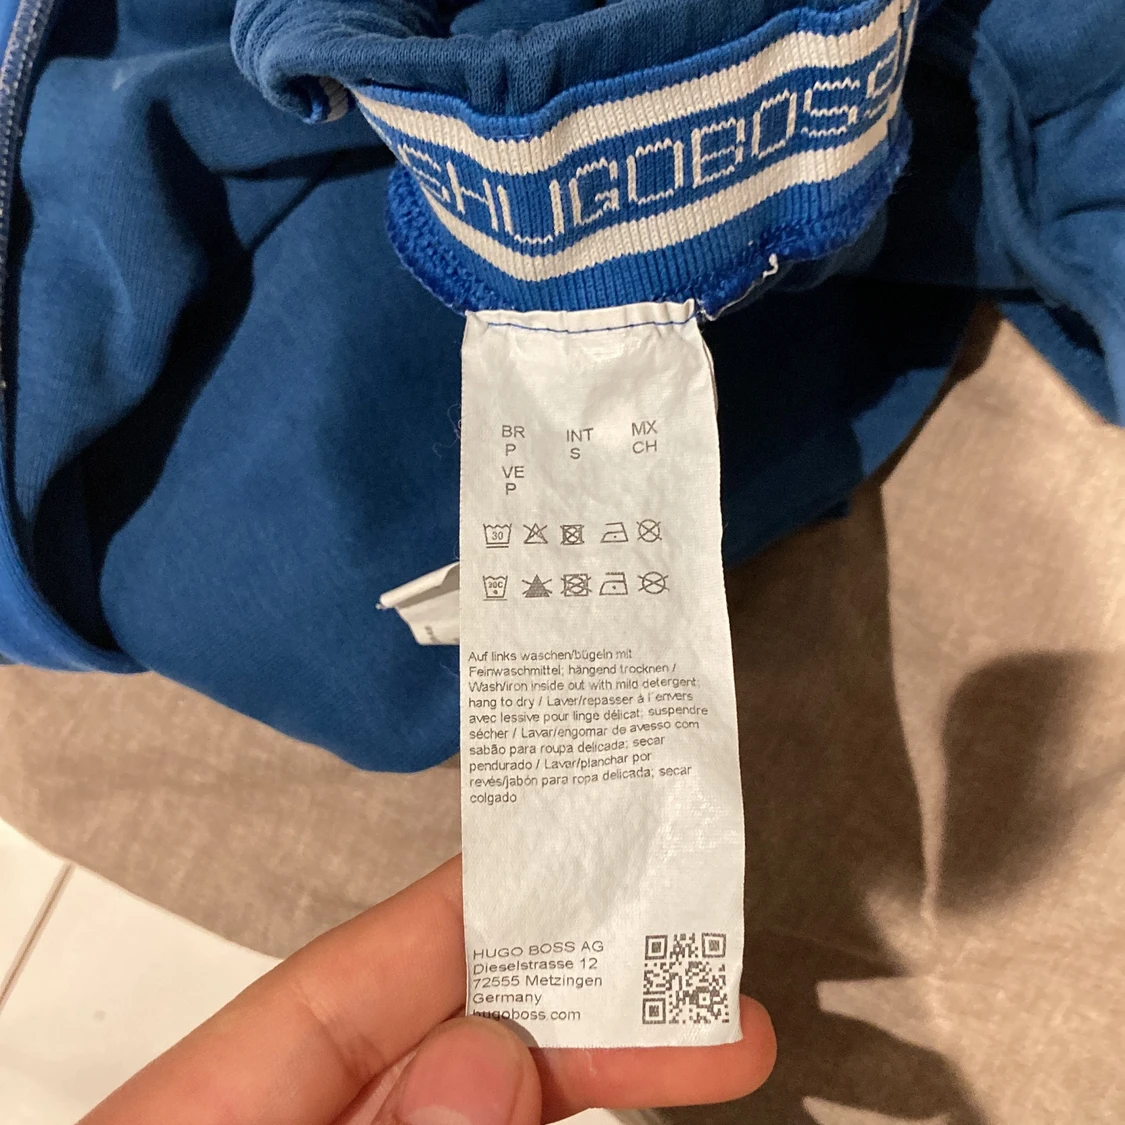 SHUGOBOSS
BR INT MX
P S CH
VE
P
30
30C
Auf links waschen/bügeln mit
Feinwaschmittel; hängend trocknen /
Wash/iron inside out with mild detergent;
hang to dry / Laver/repasser à l'envers
avec lessive pour linge délicat; suspendre
sécher / Lavar/engomar de avesso com
sabão para roupa delicada; secar
pendurado / Lavar/planchar por
revés/jabón para ropa delicada; secar
colgado
HUGO BOSS AG
Dieselstrasse 12
72555 Metzingen
Germany
hugoboss.com